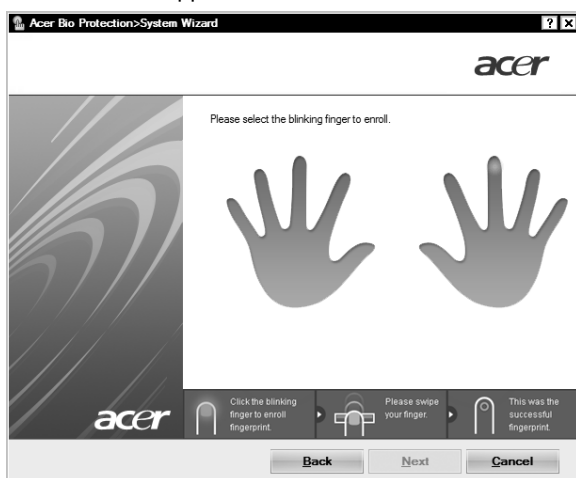 Acer Bio Protection>System Wizard
acer
Please select the blinking finger to enroll.
acer
Click the blinking
finger to enroll
fingerprint.
Please swipe
your finger.
This was the
successful
fingerprint.
Back
Next
Cancel